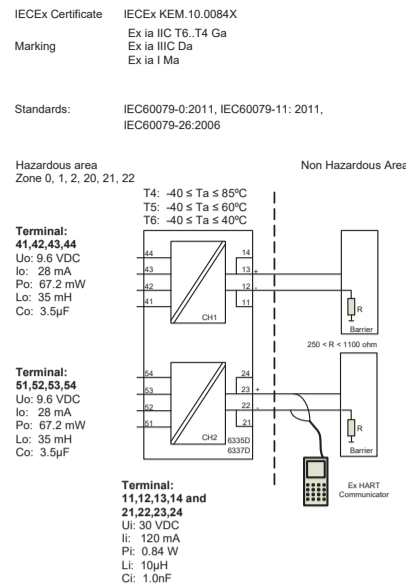 IECEx Certificate IECEx KEM.10.0084X
Marking
Ex ia IIC T6..T4 Ga
Ex ia IIIC Da
Ex ia I Ma
Standards: IEC60079-0:2011, IEC60079-11: 2011,
IEC60079-26:2006
Hazardous area
Zone 0, 1, 2, 20, 21, 22
Non Hazardous Area
T4: -40 ≤ Ta ≤ 85ºC
T5: -40 ≤ Ta ≤ 60ºC
T6: -40 ≤ Ta ≤ 40ºC
Terminal:
41,42,43,44
Uo: 9.6 VDC
Io: 28 mA
Po: 67.2 mW
Lo: 35 mH
Co: 3.5µF
44
43
42
41
CH1
14
13 +
12 -
11
R
Barrier
250 < R < 1100 ohm
Terminal:
51,52,53,54
Uo: 9.6 VDC
Io: 28 mA
Po: 67.2 mW
Lo: 35 mH
Co: 3.5µF
54
53
52
51
CH2
24
23 +
22 -
21
6335D
6337D
R
Barrier
Ex HART
Communicator
Terminal:
11,12,13,14 and
21,22,23,24
Ui: 30 VDC
Ii: 120 mA
Pi: 0.84 W
Li: 10µH
Ci: 1.0nF